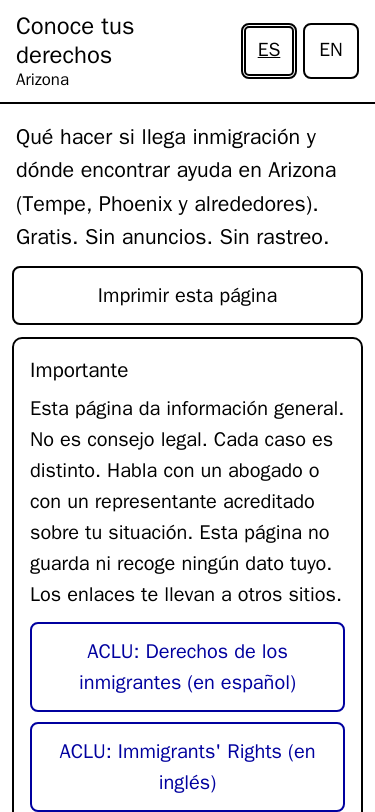 Conoce tus
derechos
Arizona
ES
EN
Qué hacer si llega inmigración y
dónde encontrar ayuda en Arizona
(Tempe, Phoenix y alrededores).
Gratis. Sin anuncios. Sin rastreo.
Imprimir esta página
Importante
Esta página da información general.
No es consejo legal. Cada caso es
distinto. Habla con un abogado o
con un representante acreditado
sobre tu situación. Esta página no
guarda ni recoge ningún dato tuyo.
Los enlaces te llevan a otros sitios.
ACLU: Derechos de los
inmigrantes (en español)
ACLU: Immigrants' Rights (en
inglés)